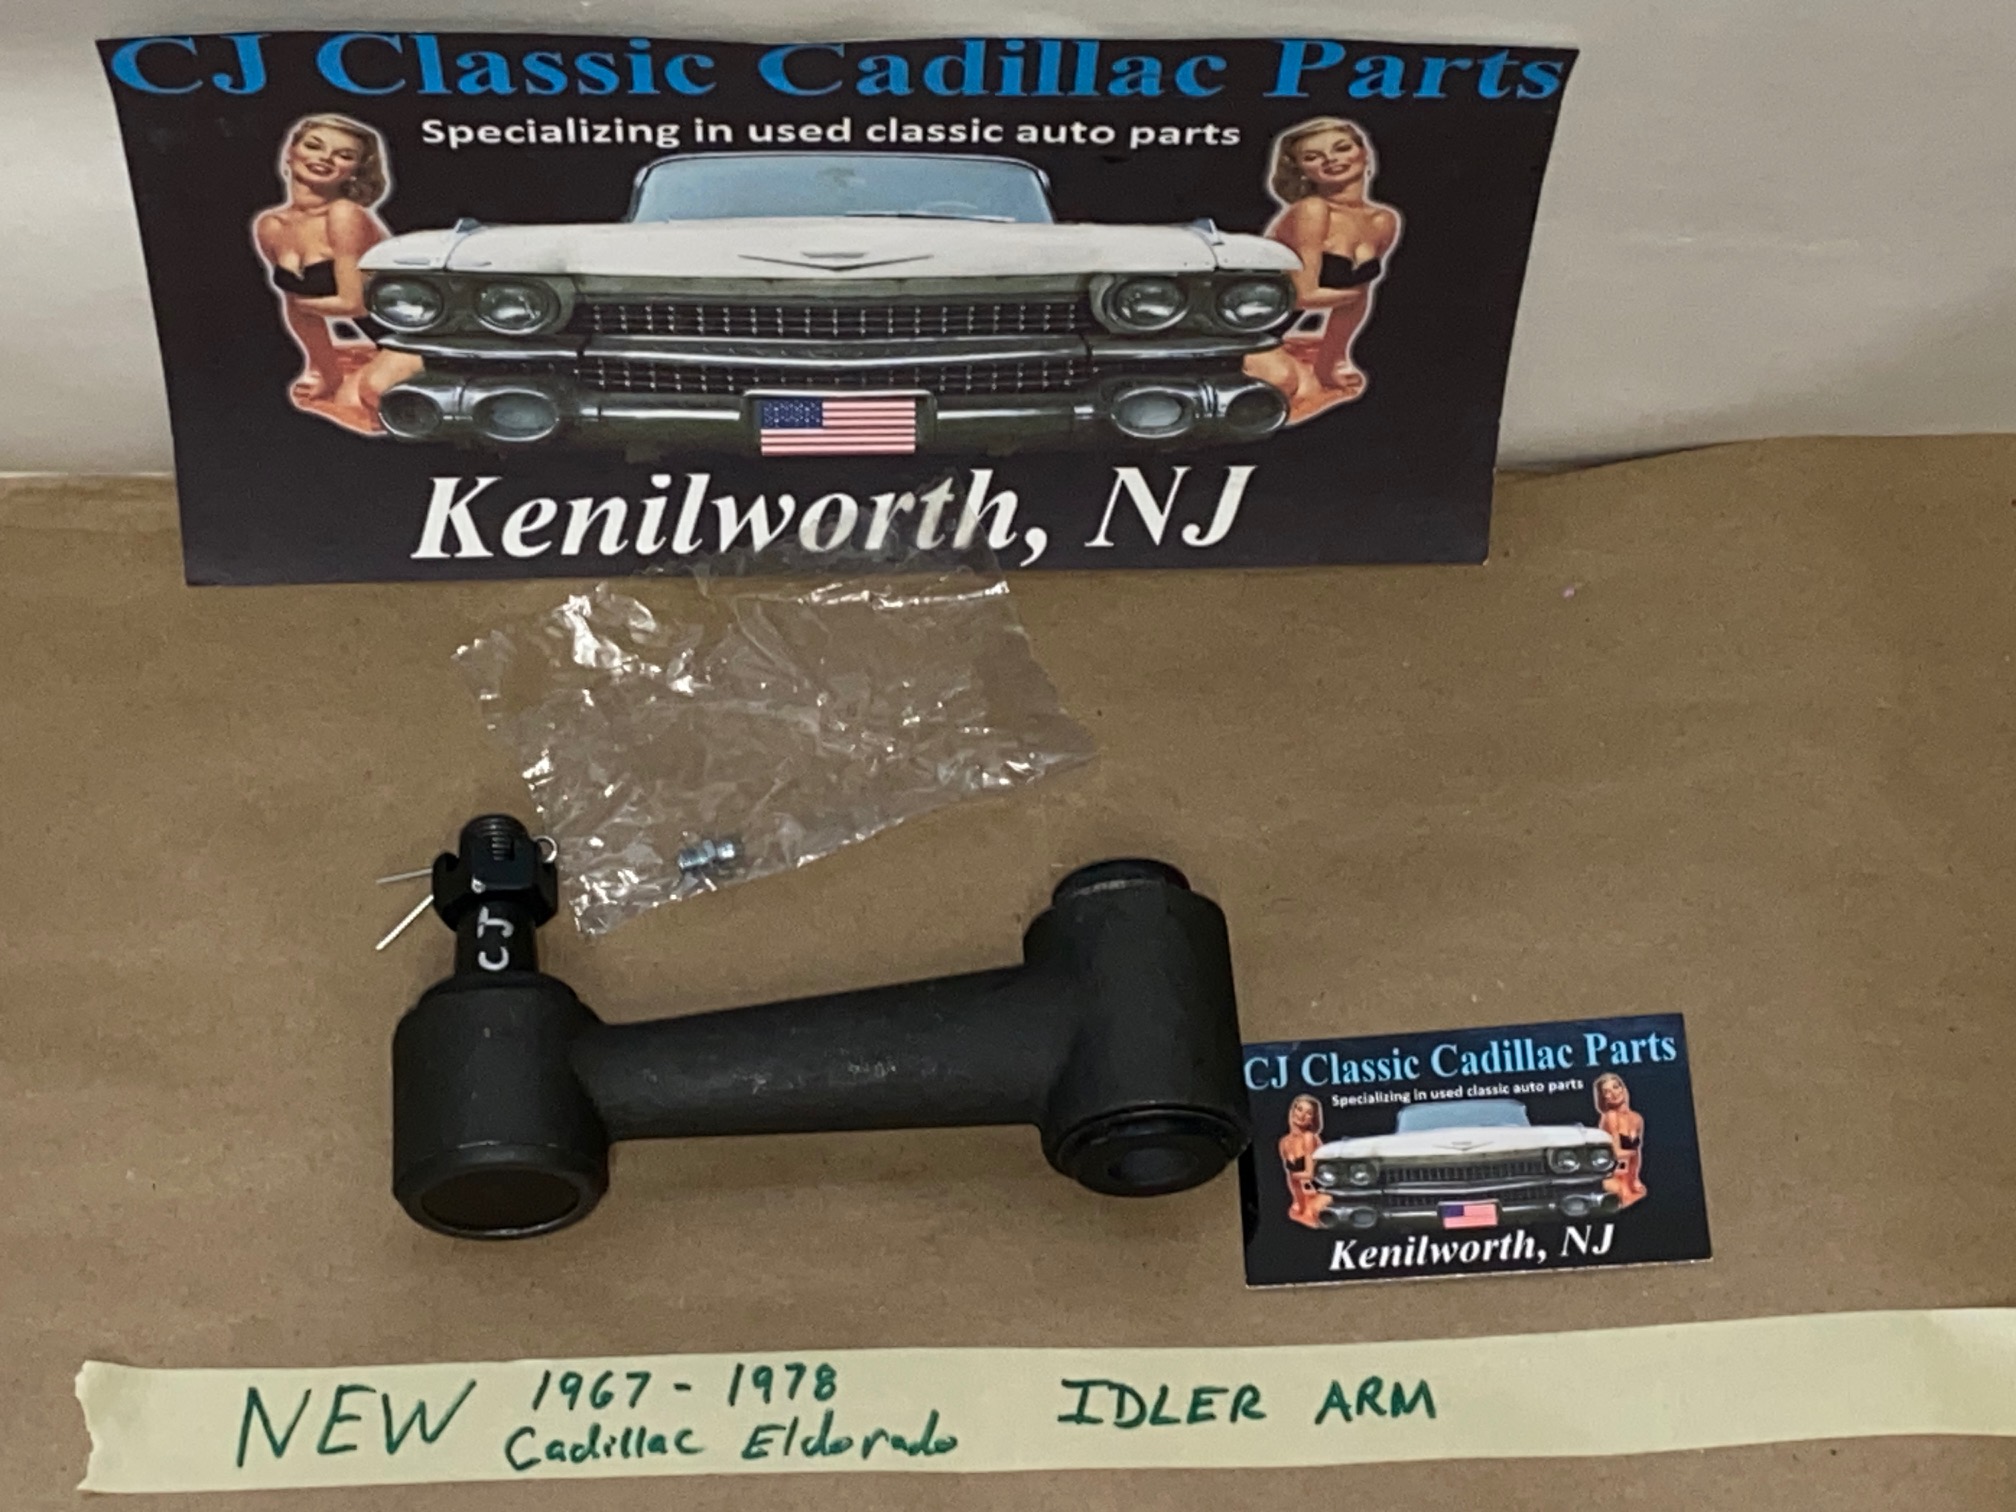 CJ Classic Cadillac Parts
Specializing in used classic auto parts
Kenilworth, NJ
CJ
CJ Classic Cadillac Parts
Specializing in used classic auto parts
Kenilworth, NJ
NEW 1967 - 1978 IDLER ARM
Cadillac Eldorado